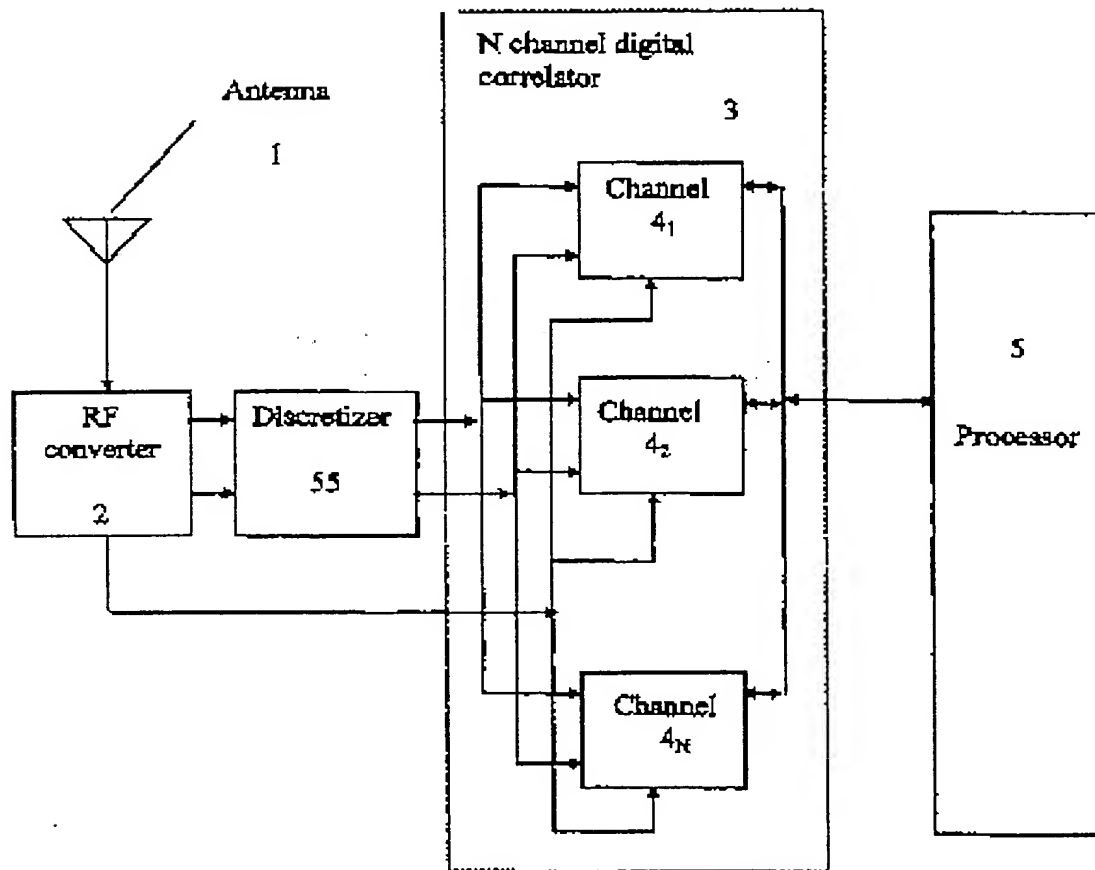 N channel digital
correlator
3
Antenna
1
Channel
4₁
RF
converter
2
Discretizer
55
Channel
4₂
5
Processor
Channel
4N